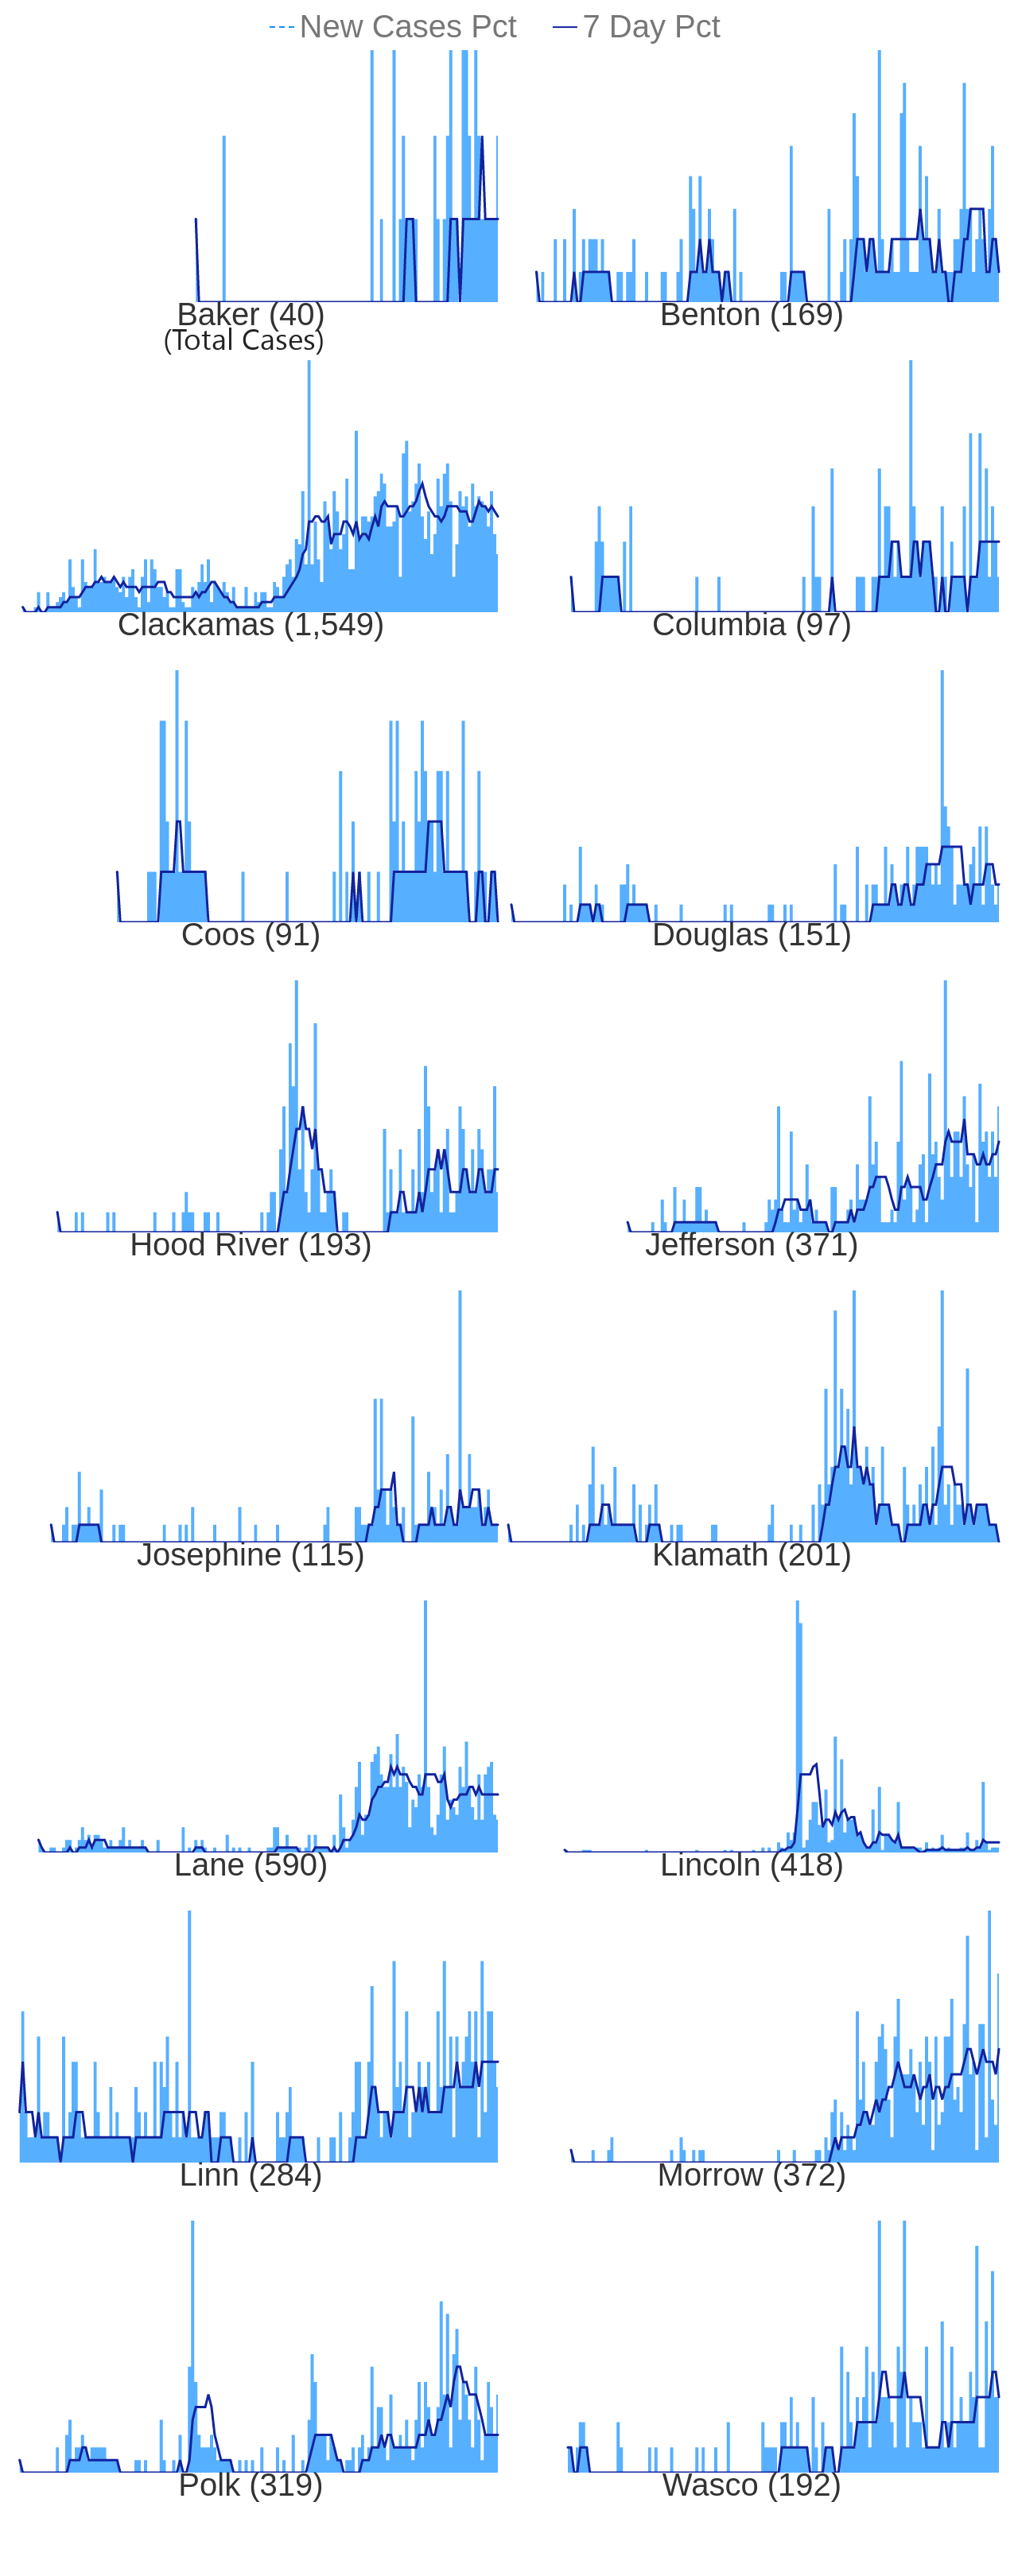 New Cases Pct 7 Day Pct
Baker (40) Benton (169)
(Total Cases)
Clackamas (1,549) Columbia (97)
Coos (91) Douglas (151)
Hood River (193) Jefferson (371)
Josephine (115) Klamath (201)
Lane (590) Lincoln (418)
Linn (284) Morrow (372)
Polk (319) Wasco (192)